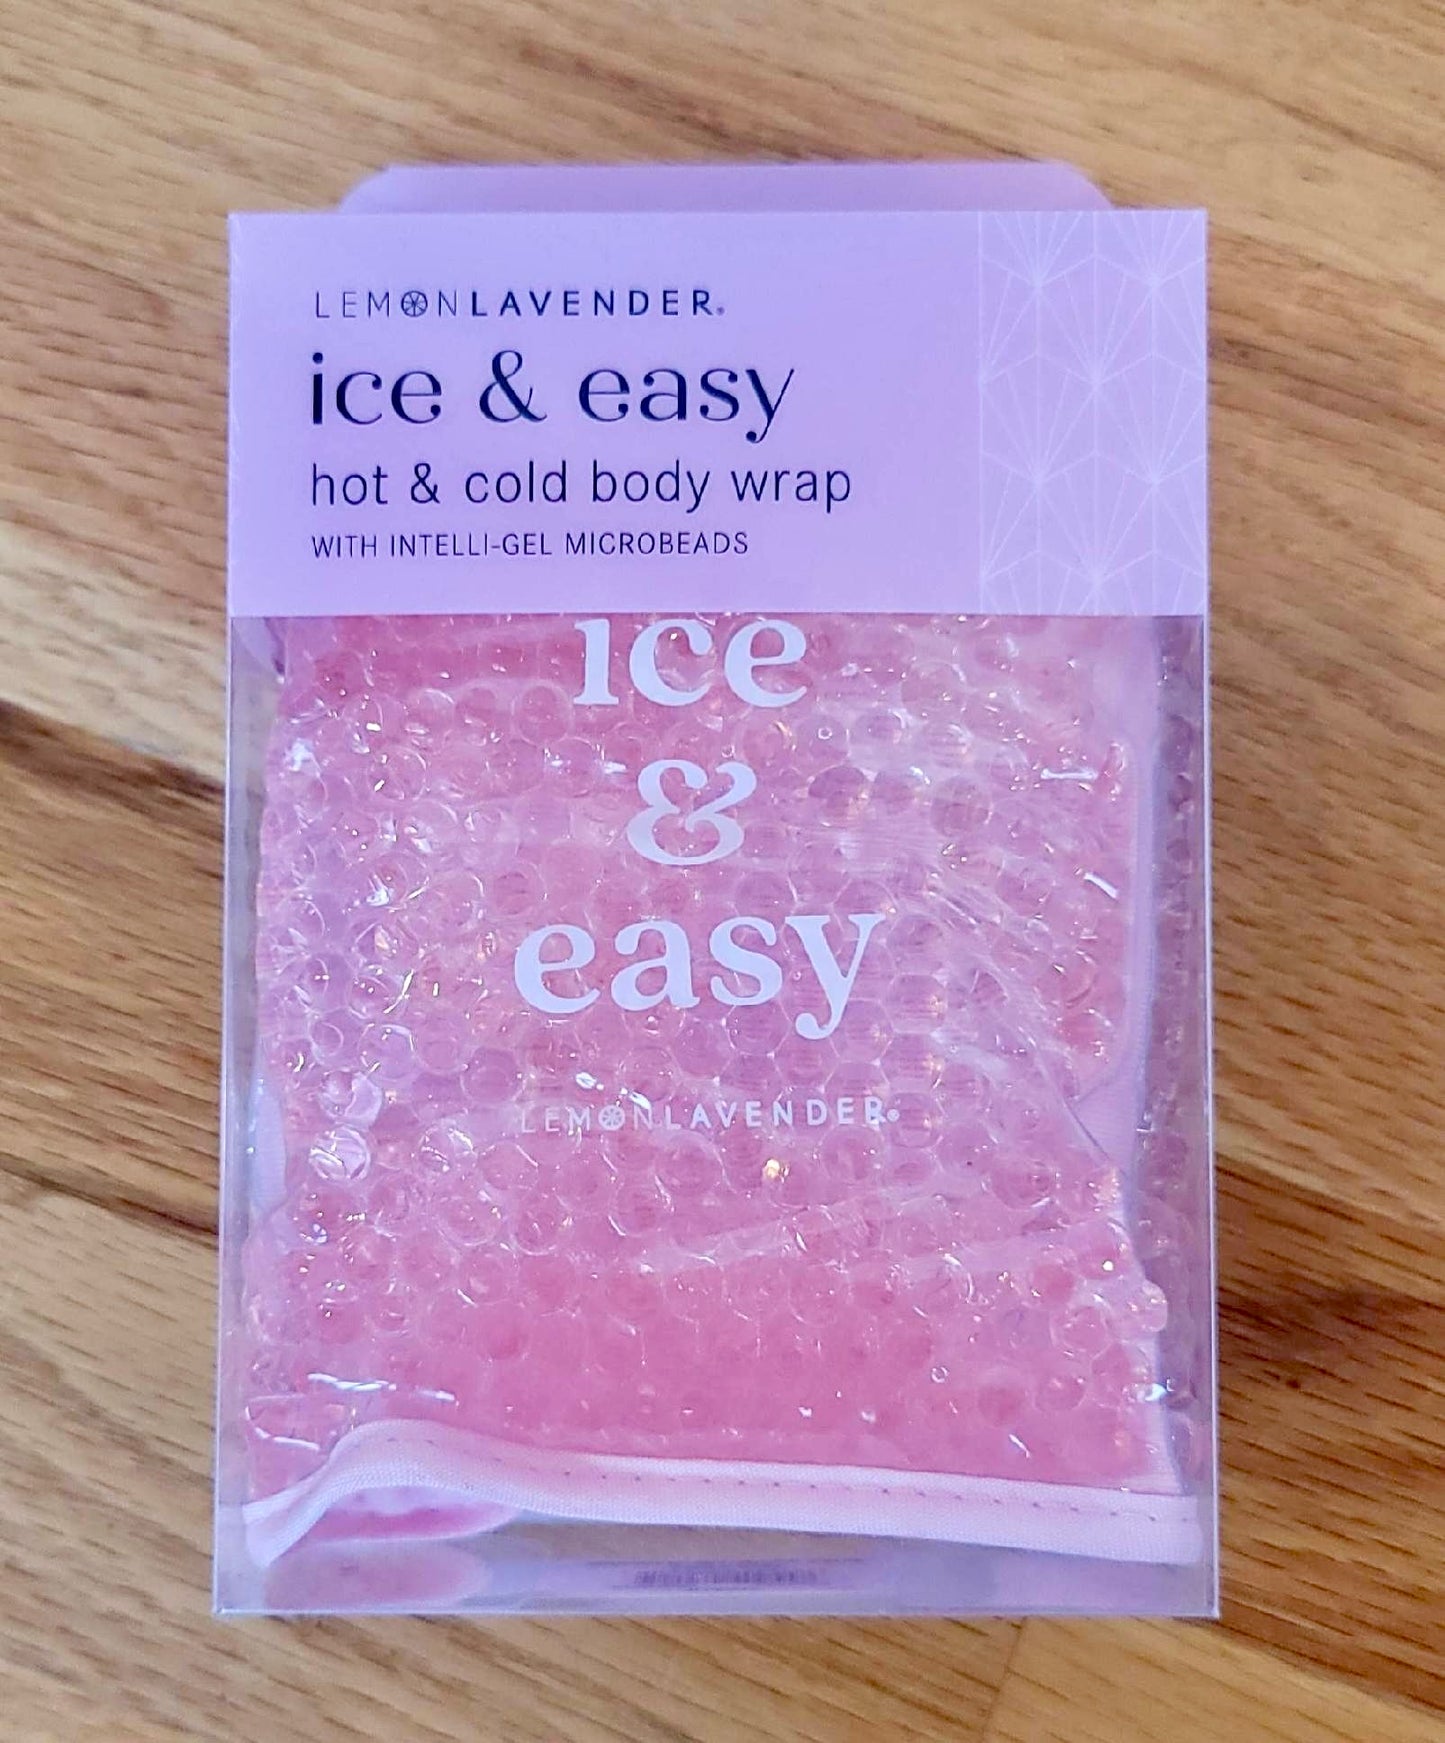 LEMONLAVENDER®
ice & easy
hot & cold body wrap
WITH INTELLI-GEL MICROBEADS
ice
&
easy
LEMONLAVENDER®